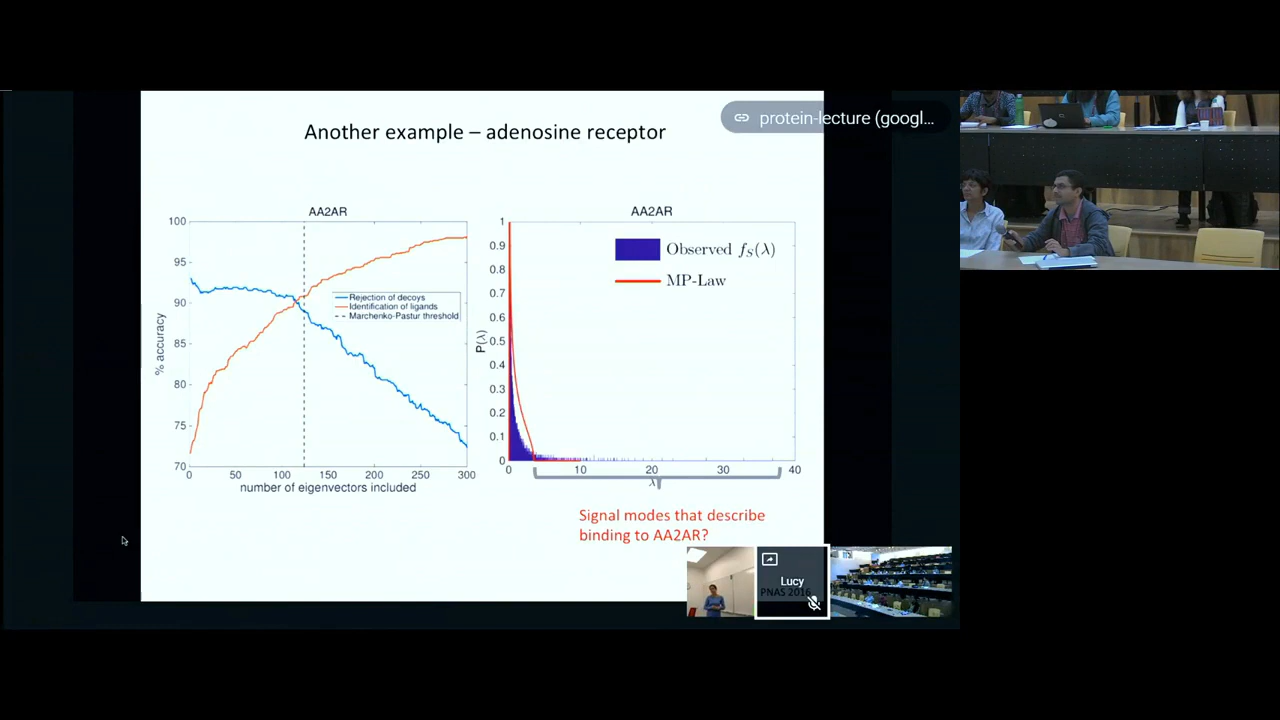 protein-lecture (googl...
Another example – adenosine receptor
AA2AR
100
95
90
85
80
75
70
% accuracy
0
50
100
150
200
250
300
number of eigenvectors included
Rejection of decoys
Identification of ligands
Marchenko-Pastur threshold
AA2AR
1
0.9
0.8
0.7
0.6
0.5
0.4
0.3
0.2
0.1
0
P(λ)
0
10
20
30
40
λ
Observed f_S(λ)
MP-Law
Signal modes that describe
binding to AA2AR?
Lucy
PNAS 2016